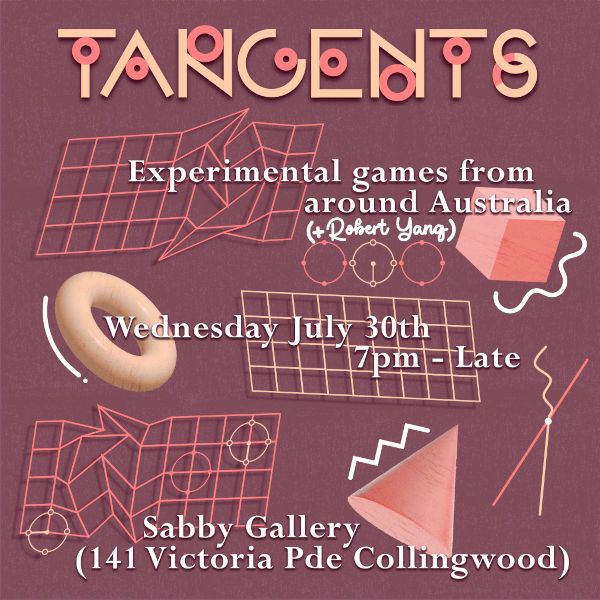 TANGENTS
Experimental games from
around Australia
(+Robert Yang)
Wednesday July 30th
7pm - Late
Sabby Gallery
(141 Victoria Pde Collingwood)